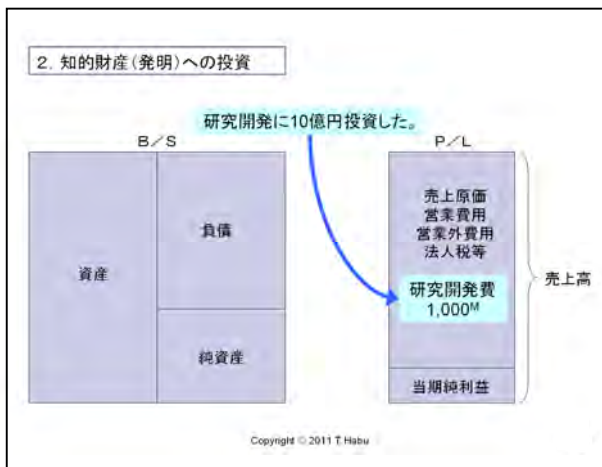 ２．知的財産（発明）への投資
研究開発に10億円投資した。
B／S
P／L
資産
負債
純資産
売上原価
営業費用
営業外費用
法人税等
研究開発費
1,000M
当期純利益
売上高
Copyright © 2011 T. Habu